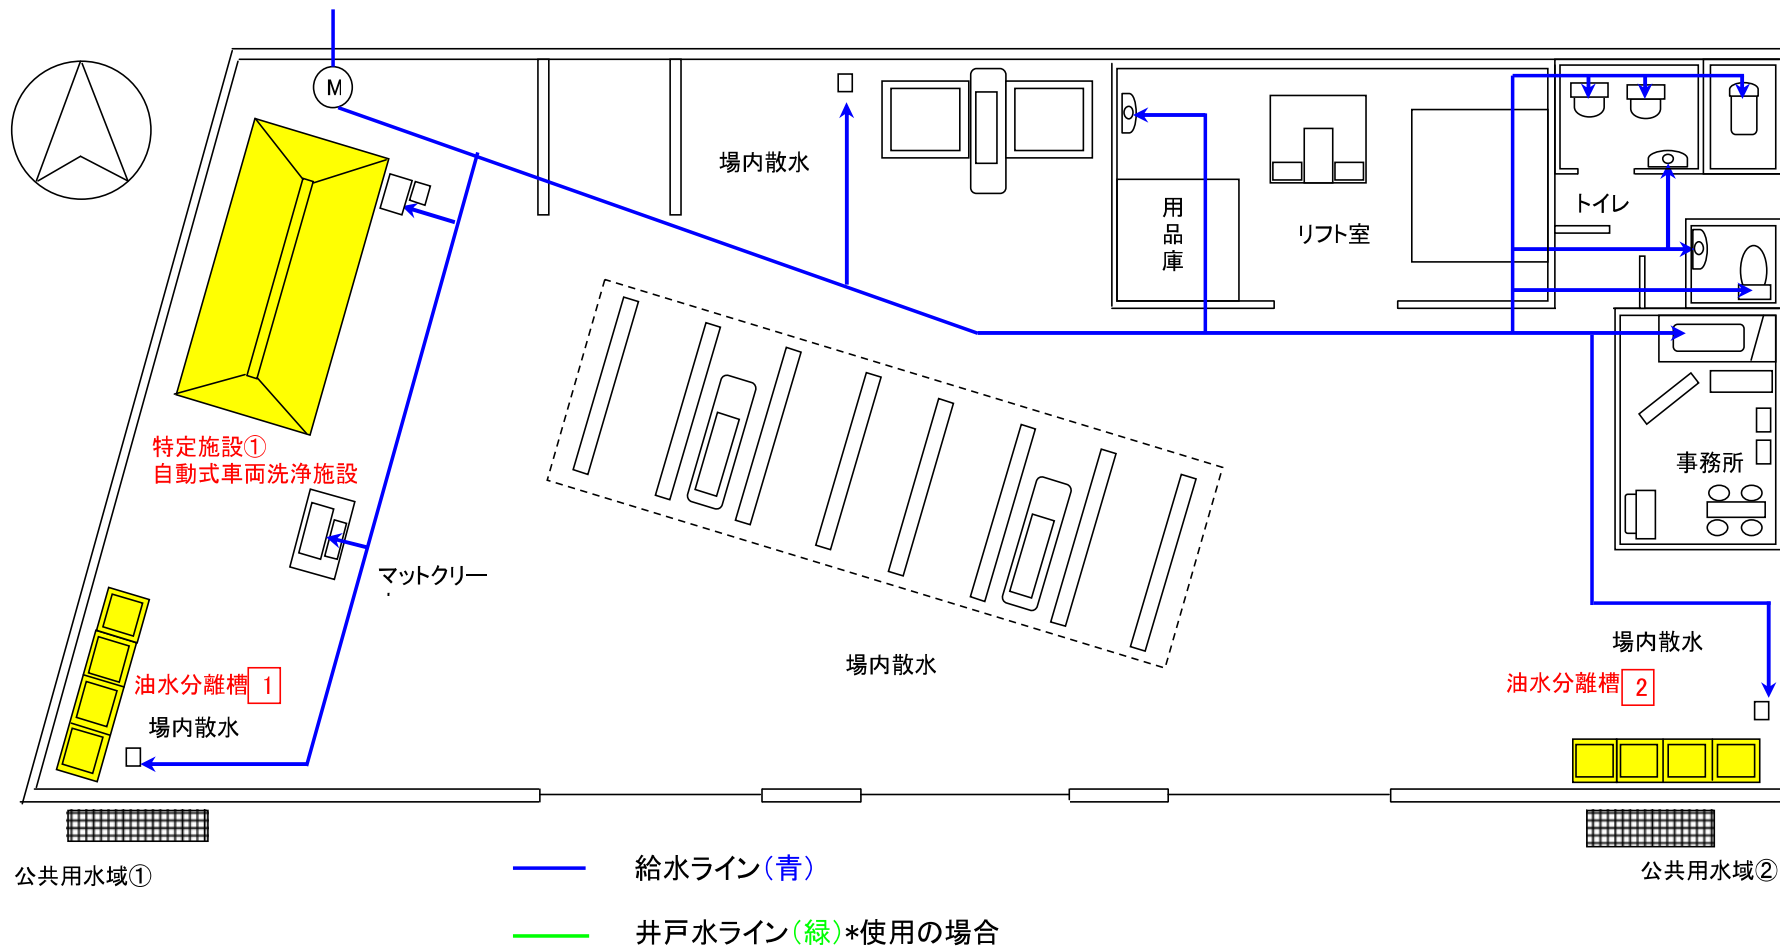 M
場内散水
用品庫
リフト室
トイレ
特定施設①
自動式車両洗浄施設
事務所
マットクリー
場内散水
場内散水
油水分離槽 1
油水分離槽 2
場内散水
公共用水域①
公共用水域②
給水ライン(青)
井戸水ライン(緑)*使用の場合